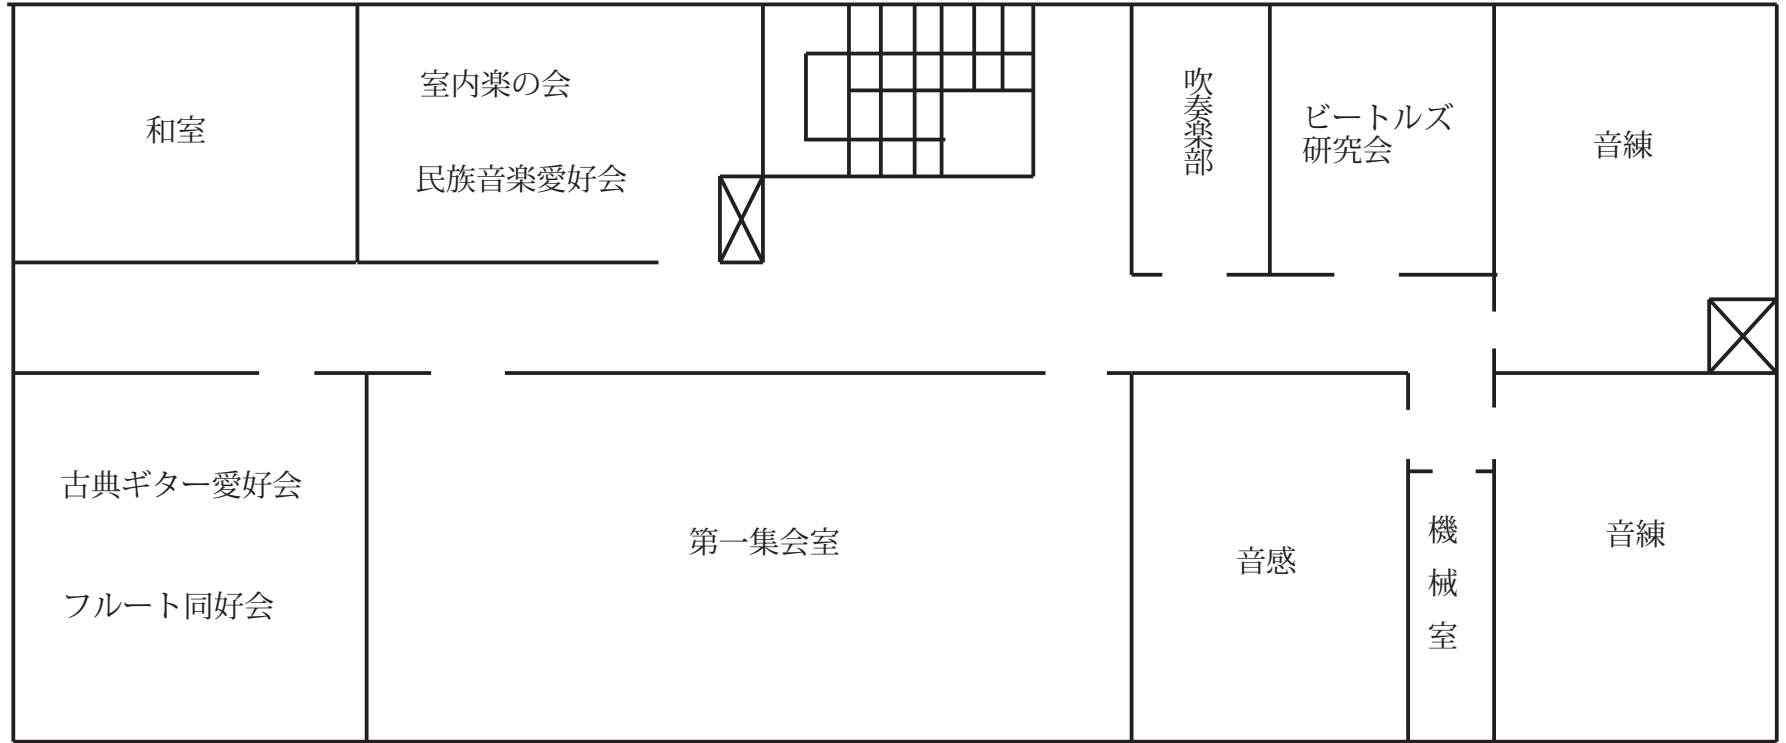 和室
室内楽の会
民族音楽愛好会
吹奏楽部
ビートルズ
研究会
音練
古典ギター愛好会
フルート同好会
第一集会室
音感
機械室
音練